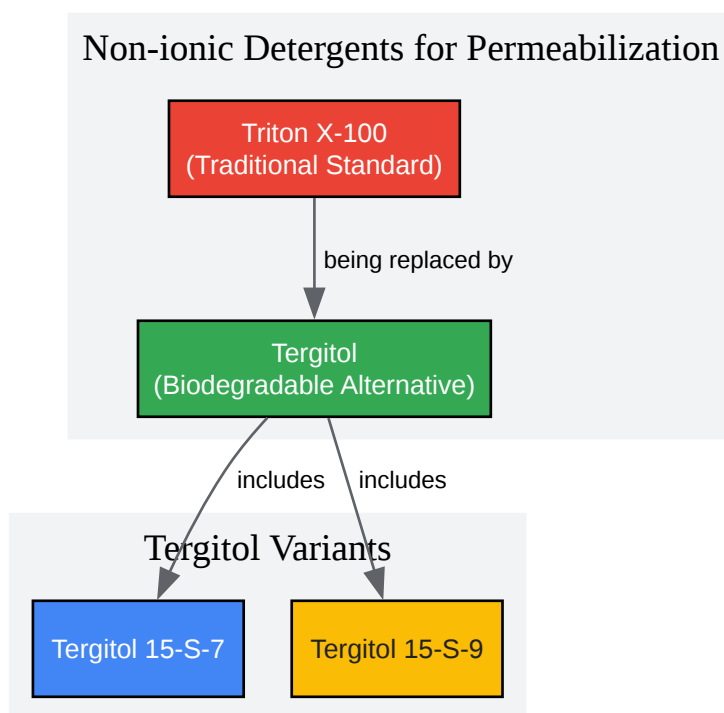 Non-ionic Detergents for Permeabilization
Triton X-100
(Traditional Standard)
being replaced by
Tergitol
(Biodegradable Alternative)
includes
includes
Tergitol Variants
Tergitol 15-S-7
Tergitol 15-S-9